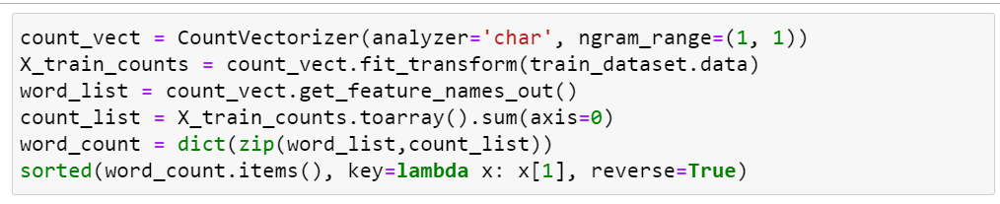 count_vect = CountVectorizer(analyzer='char', ngram_range=(1, 1))
X_train_counts = count_vect.fit_transform(train_dataset.data)
word_list = count_vect.get_feature_names_out()
count_list = X_train_counts.toarray().sum(axis=0)
word_count = dict(zip(word_list,count_list))
sorted(word_count.items(), key=lambda x: x[1], reverse=True)